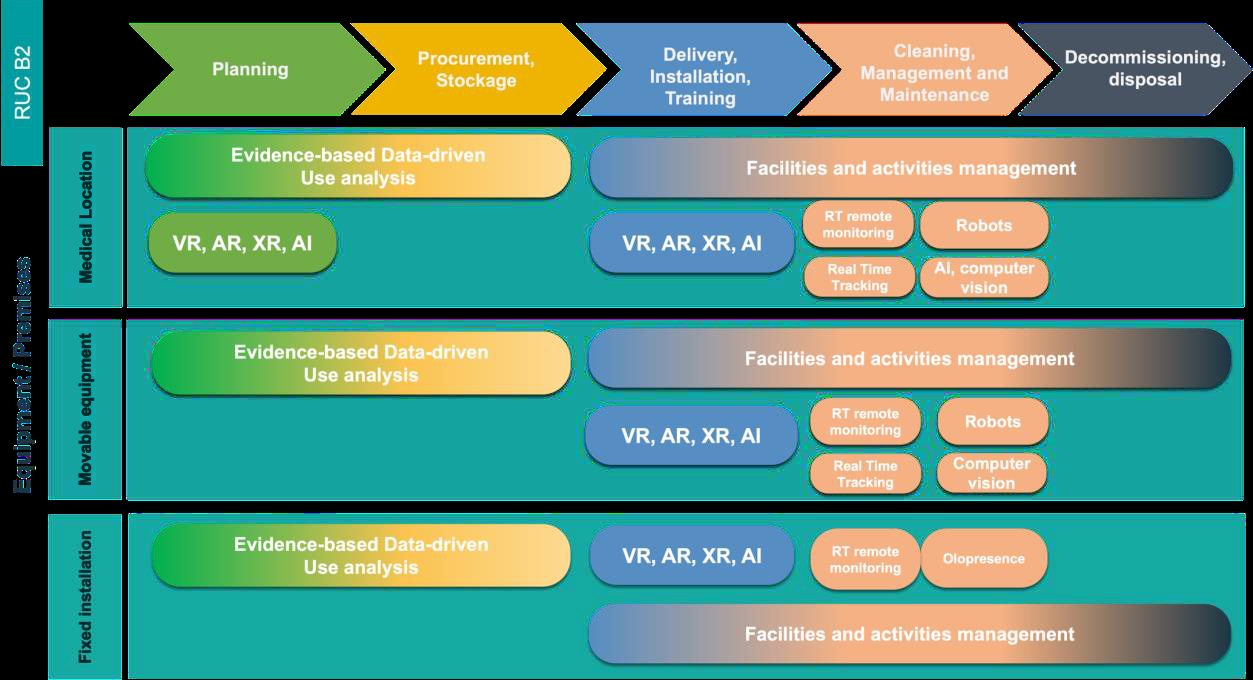 RUC B2
Planning
Procurement,
Stockage
Delivery,
Installation,
Training
Cleaning,
Management and
Maintenance
Decommissioning,
disposal
Equipment / Premises
Medical Location
Evidence-based Data-driven
Use analysis
Facilities and activities management
VR, AR, XR, AI
VR, AR, XR, AI
RT remote
monitoring
Robots
Real Time
Tracking
AI, computer
vision
Movable equipment
Evidence-based Data-driven
Use analysis
Facilities and activities management
VR, AR, XR, AI
RT remote
monitoring
Robots
Real Time
Tracking
Computer
vision
Fixed installation
Evidence-based Data-driven
Use analysis
VR, AR, XR, AI
RT remote
monitoring
Olopresence
Facilities and activities management